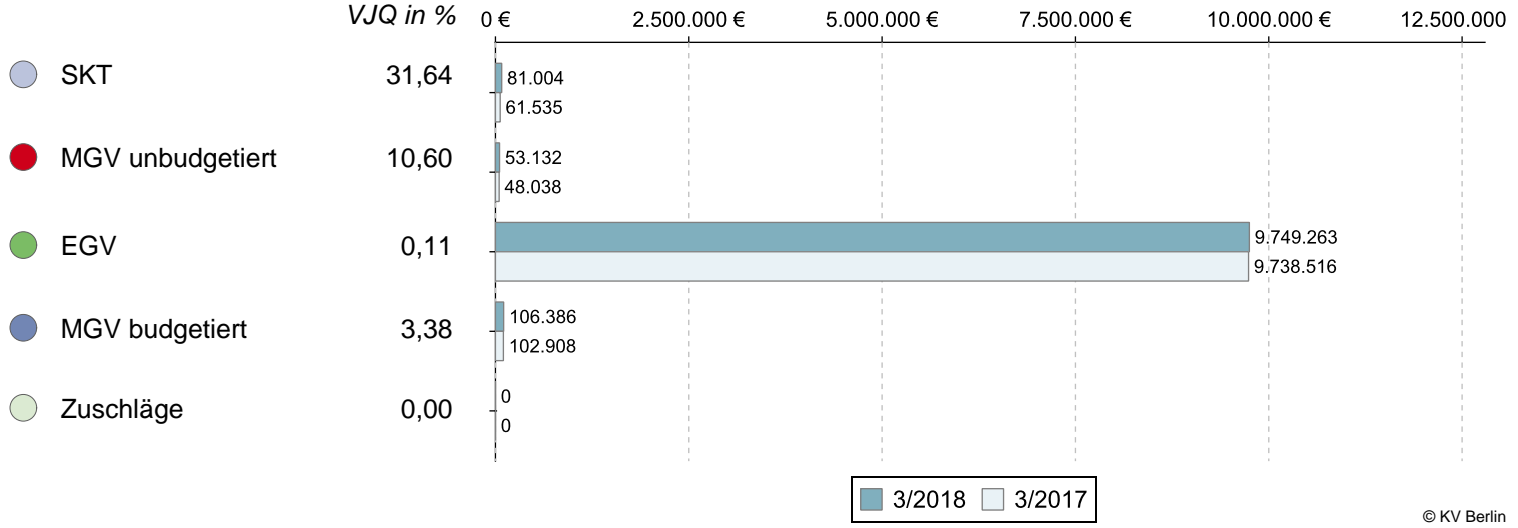 VJQ in % 0 € 2.500.000 € 5.000.000 € 7.500.000 € 10.000.000 € 12.500.000
SKT 31,64 81.004
61.535
MGV unbudgetiert 10,60 53.132
48.038
EGV 0,11 9.749.263
9.738.516
MGV budgetiert 3,38 106.386
102.908
Zuschläge 0,00 0
0
3/2018 3/2017
© KV Berlin